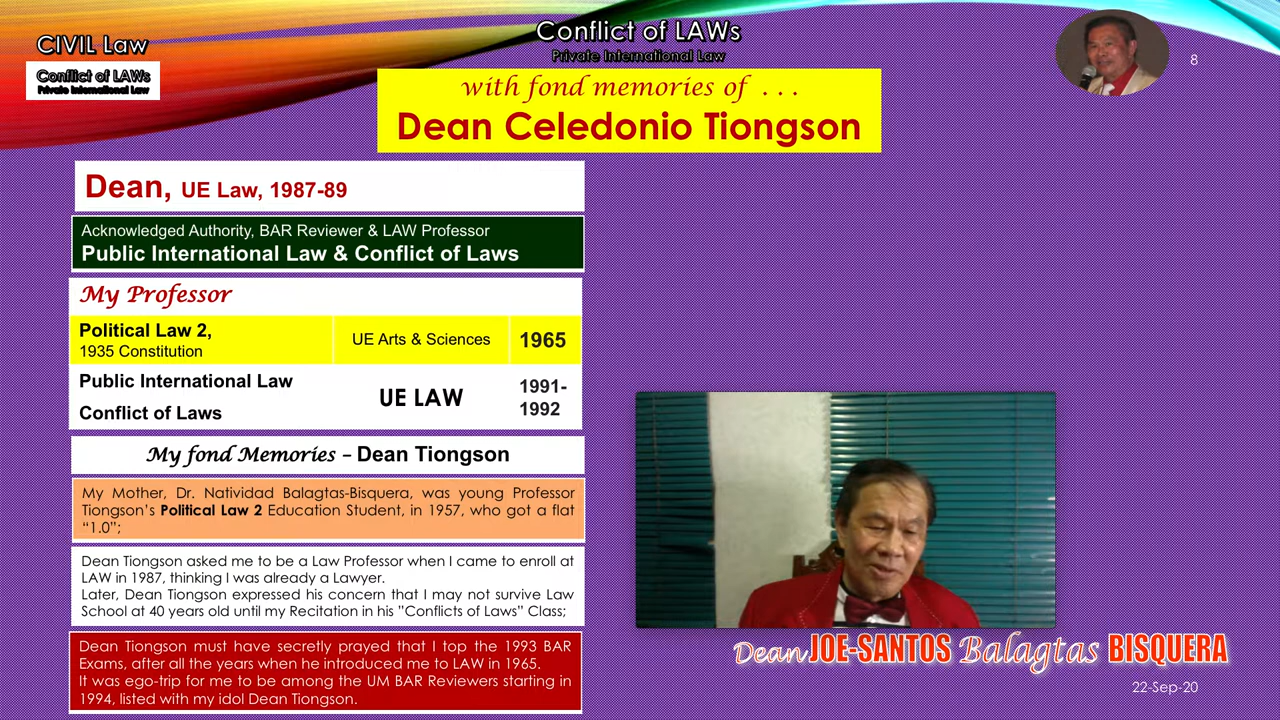 CIVIL Law
Conflict of LAWs
Private International Law
Conflict of LAWs
Private International Law
8
with fond memories of . . .
Dean Celedonio Tiongson
Dean, UE Law, 1987-89
Acknowledged Authority, BAR Reviewer & LAW Professor
Public International Law & Conflict of Laws
My Professor
Political Law 2,
1935 Constitution
UE Arts & Sciences
1965
Public International Law
Conflict of Laws
UE LAW
1991-
1992
My fond Memories – Dean Tiongson
My Mother, Dr. Natividad Balagtas-Bisquera, was young Professor
Tiongson’s Political Law 2 Education Student, in 1957, who got a flat
“1.0”;
Dean Tiongson asked me to be a Law Professor when I came to enroll at
LAW in 1987, thinking I was already a Lawyer.
Later, Dean Tiongson expressed his concern that I may not survive Law
School at 40 years old until my Recitation in his "Conflicts of Laws" Class;
Dean Tiongson must have secretly prayed that I top the 1993 BAR
Exams, after all the years when he introduced me to LAW in 1965.
It was ego-trip for me to be among the UM BAR Reviewers starting in
1994, listed with my idol Dean Tiongson.
Dean JOE-SANTOS Balagtas BISQUERA
22-Sep-20